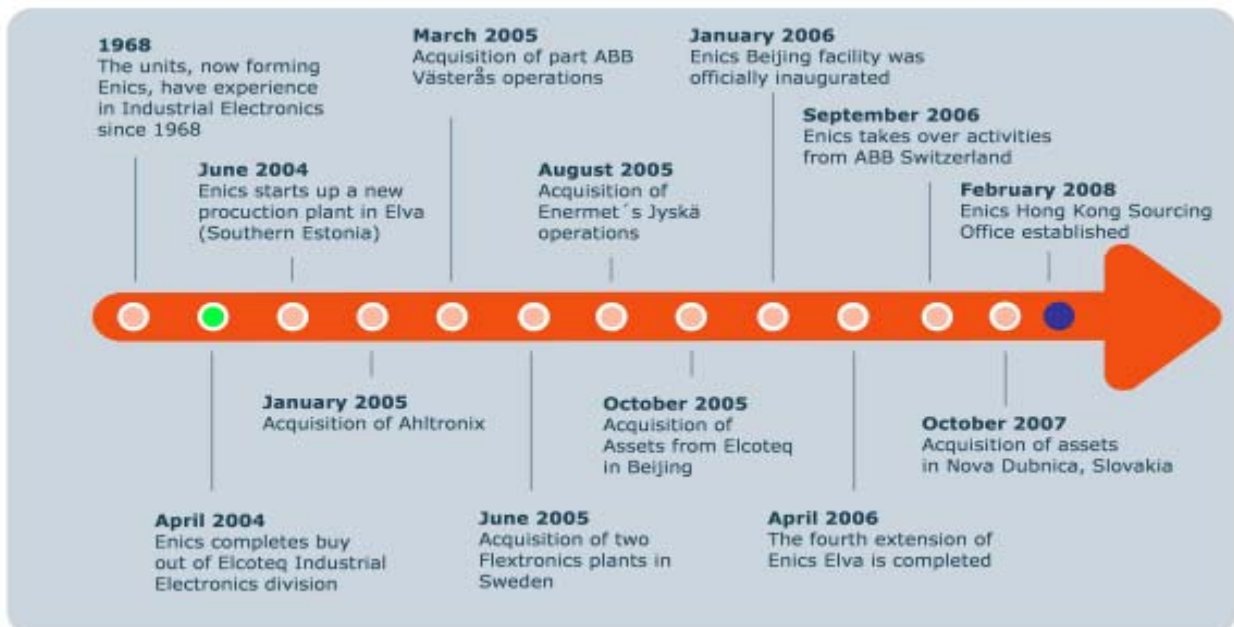 1968
The units, now forming
Enics, have experience
in Industrial Electronics
since 1968
March 2005
Acquisition of part ABB
Västerås operations
January 2006
Enics Beijing facility was
officially inaugurated
June 2004
Enics starts up a new
procuction plant in Elva
(Southern Estonia)
August 2005
Acquisition of
Enermet´s Jyskä
operations
September 2006
Enics takes over activities
from ABB Switzerland
February 2008
Enics Hong Kong Sourcing
Office established
January 2005
Acquisition of Ahltronix
October 2005
Acquisition of
Assets from Elcoteq
in Beijing
October 2007
Acquisition of assets
in Nova Dubnica, Slovakia
April 2004
Enics completes buy
out of Elcoteq Industrial
Electronics division
June 2005
Acquisition of two
Flextronics plants in
Sweden
April 2006
The fourth extension of
Enics Elva is completed